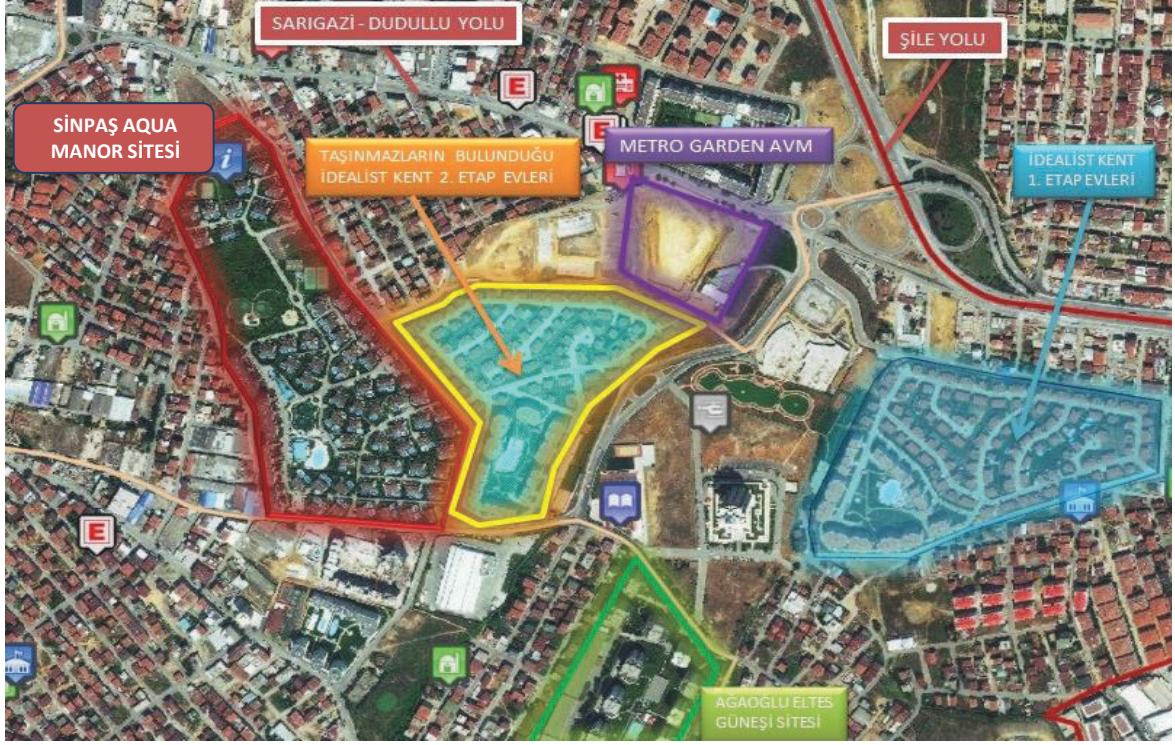 SARIGAZİ - DUDULLU YOLU
ŞİLE YOLU
SİNPAŞ AQUA
MANOR SİTESİ
TAŞINMAZLARIN BULUNDUĞU
İDEALİST KENT 2. ETAP EVLERİ
METRO GARDEN AVM
İDEALİST KENT
1. ETAP EVLERİ
E
E
i
E
AĞAOĞLU ELTES
GÜNEŞİ SİTESİ